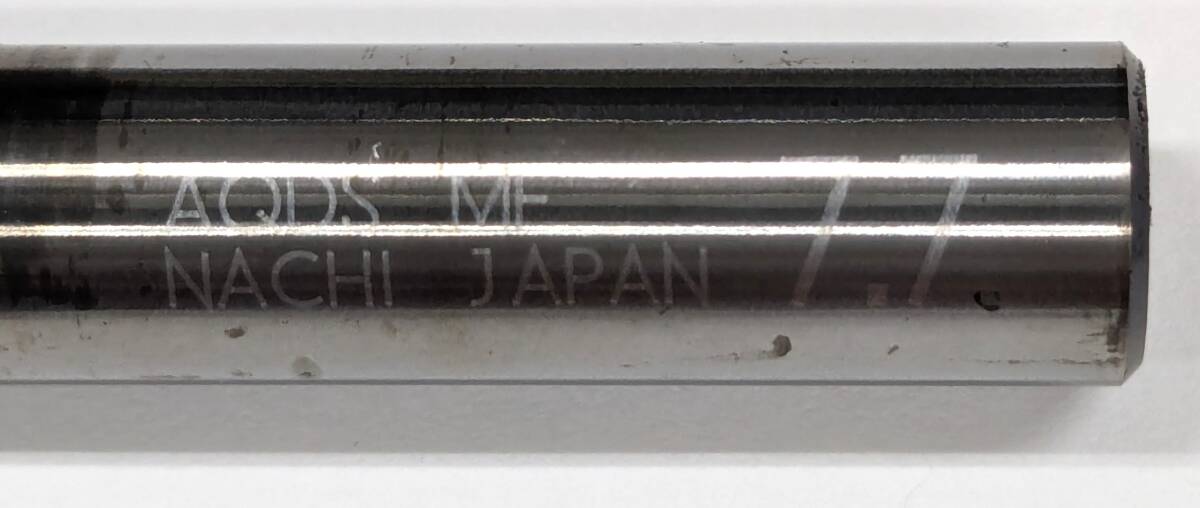 AQDS MF 7.7
NACHI JAPAN